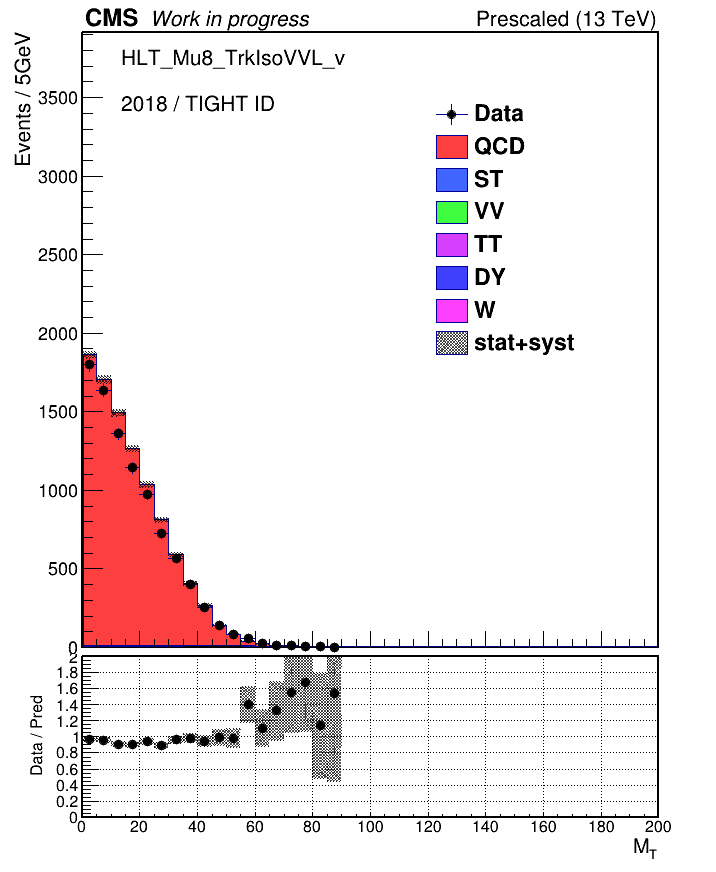 CMS Work in progress Prescaled (13 TeV)
HLT_Mu8_TrkIsoVVL_v
2018 / TIGHT ID
Events / 5GeV
3500
3000
2500
2000
1500
1000
500
0
Data
QCD
ST
VV
TT
DY
W
stat+syst
Data / Pred
2
1.8
1.6
1.4
1.2
1
0.8
0.6
0.4
0.2
0
0 20 40 60 80 100 120 140 160 180 200
M_T